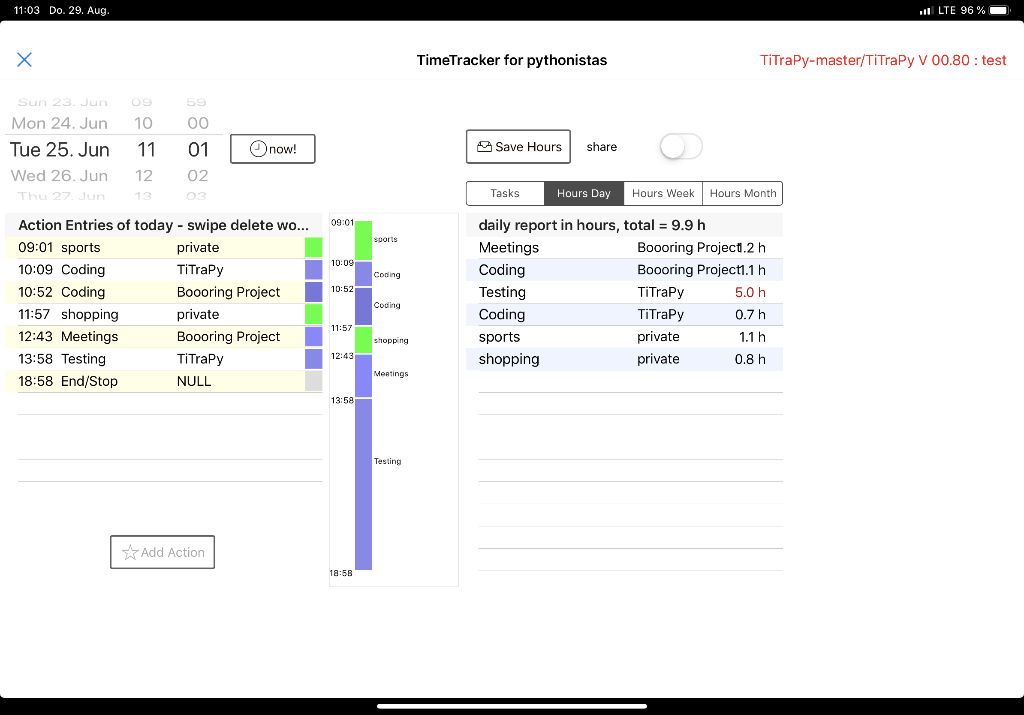 11:03 Do. 29. Aug.
LTE 96 %
TimeTracker for pythonistas
TiTraPy-master/TiTraPy V 00.80 : test
Sun 23. Jun 09 59
Mon 24. Jun 10 00
Tue 25. Jun 11 01
Wed 26. Jun 12 02
Thu 27. Jun 13 03
now!
Save Hours
share
Tasks Hours Day Hours Week Hours Month
Action Entries of today - swipe delete wo...
09:01 sports private
10:09 Coding TiTraPy
10:52 Coding Boooring Project
11:57 shopping private
12:43 Meetings Boooring Project
13:58 Testing TiTraPy
18:58 End/Stop NULL
Add Action
09:01
sports
10:09
Coding
10:52
Coding
11:57
shopping
12:43
Meetings
13:58
Testing
18:58
daily report in hours, total = 9.9 h
Meetings Boooring Project 1.2 h
Coding Boooring Project 1.1 h
Testing TiTraPy 5.0 h
Coding TiTraPy 0.7 h
sports private 1.1 h
shopping private 0.8 h